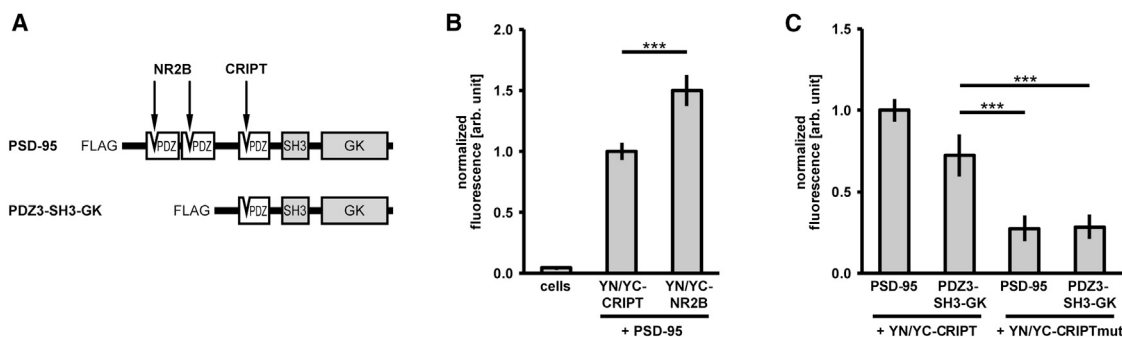 A
NR2B CRIPT
PSD-95 FLAG PDZ PDZ PDZ SH3 GK
PDZ3-SH3-GK FLAG PDZ SH3 GK
B
normalized
fluorescence [arb. unit]
2.0
1.5
1.0
0.5
0.0
***
cells YN/YC- YN/YC-
CRIPT NR2B
+ PSD-95
C
normalized
fluorescence [arb. unit]
1.5
1.0
0.5
0.0
***
***
PSD-95 PDZ3- PSD-95 PDZ3-
SH3-GK SH3-GK
+ YN/YC-CRIPT + YN/YC-CRIPTmut